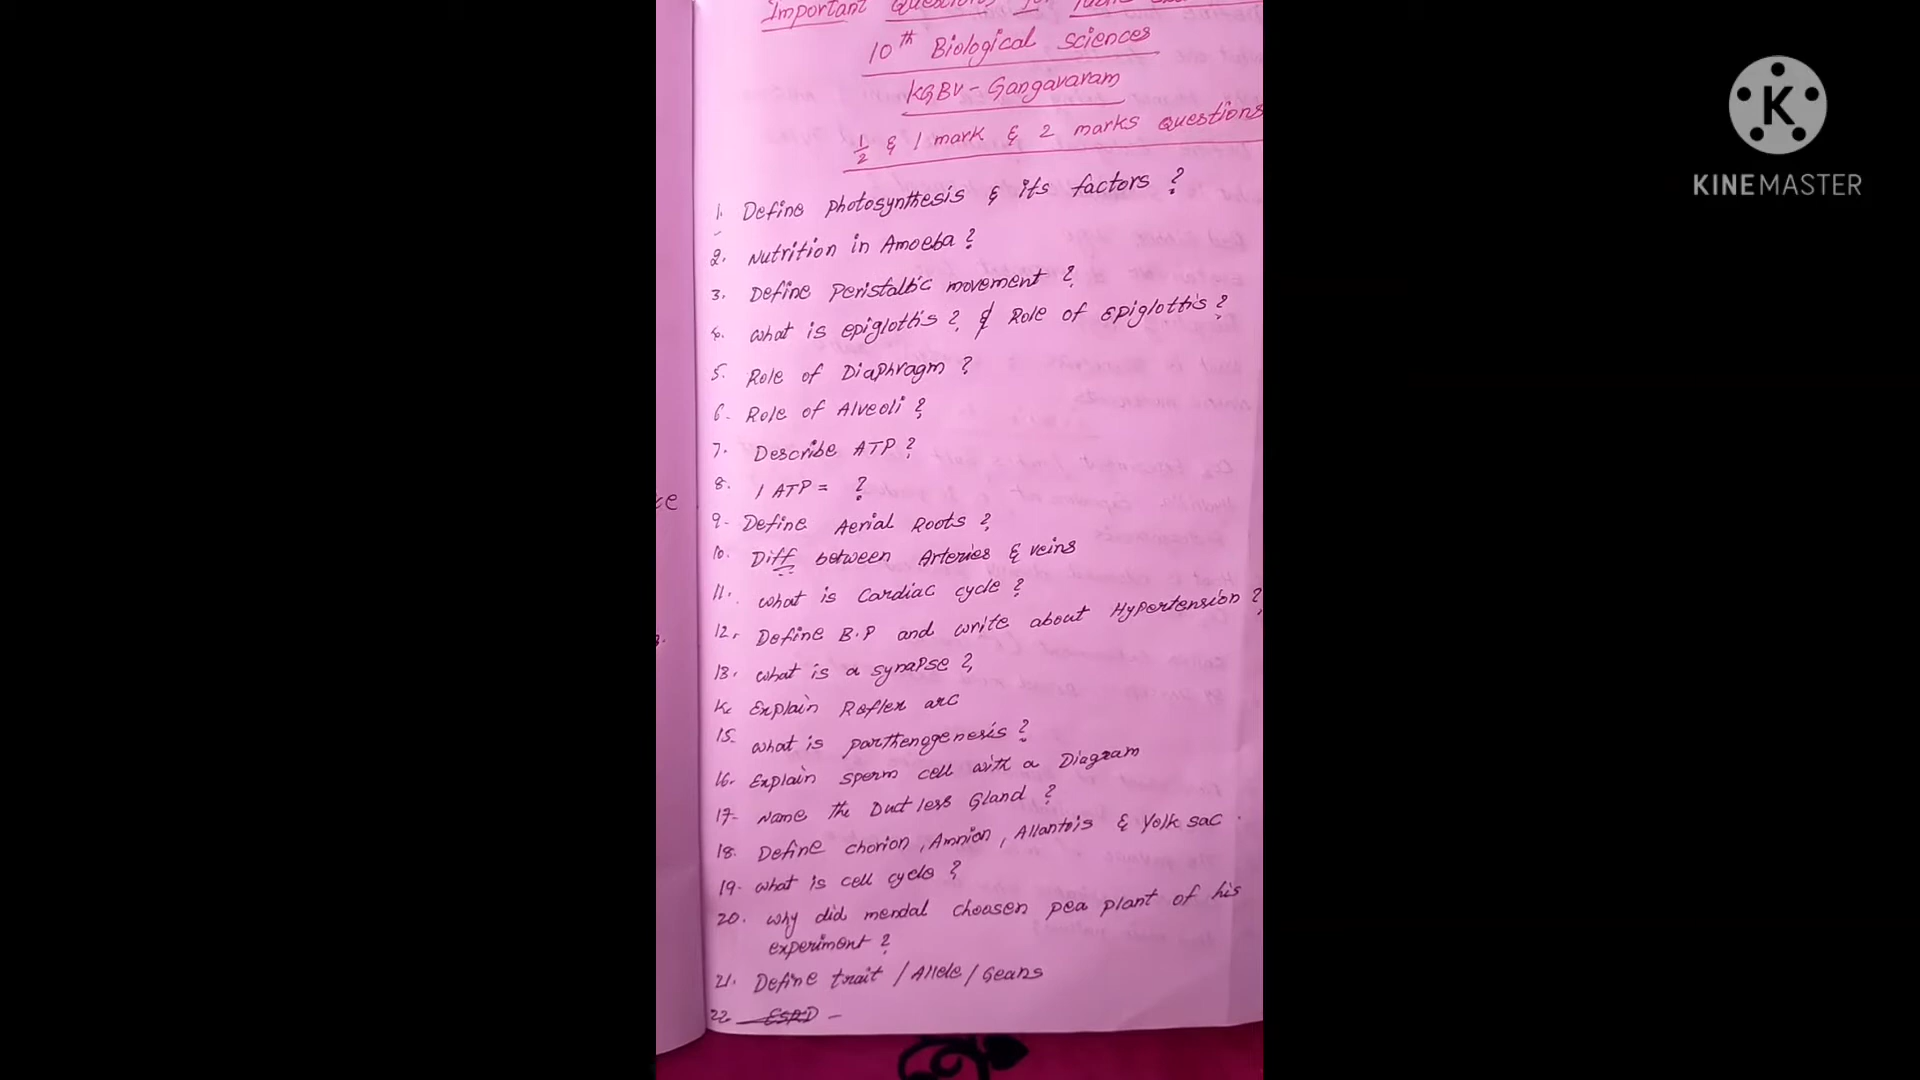 Important Questions for
10th Biological Sciences
KGBV - Gangavaram
1/2 & 1 mark & 2 marks questions
1. Define photosynthesis & its factors ?
2. Nutrition in Amoeba ?
3. Define Peristaltic movement ?
4. what is epiglottis ? & Role of epiglottis ?
5. Role of Diaphragm ?
6. Role of Alveoli ?
7. Describe ATP ?
8. 1 ATP = ?
9. Define Aerial Roots ?
10. Diff between Arteries & veins
11. what is Cardiac cycle ?
12. Define B.P and write about Hypertension ?
13. what is a synapse ?
14. Explain Reflex arc
15. what is parthenogenesis ?
16. Explain sperm cell with a Diagram
17. Name the Ductless Gland ?
18. Define chorion, Amnion, Allantois & Yolk sac.
19. what is cell cycle ?
20. why did mendal choosen pea plant of his
experiment ?
21. Define trait / Allele / Geans
22 ESRD -
KINEMASTER